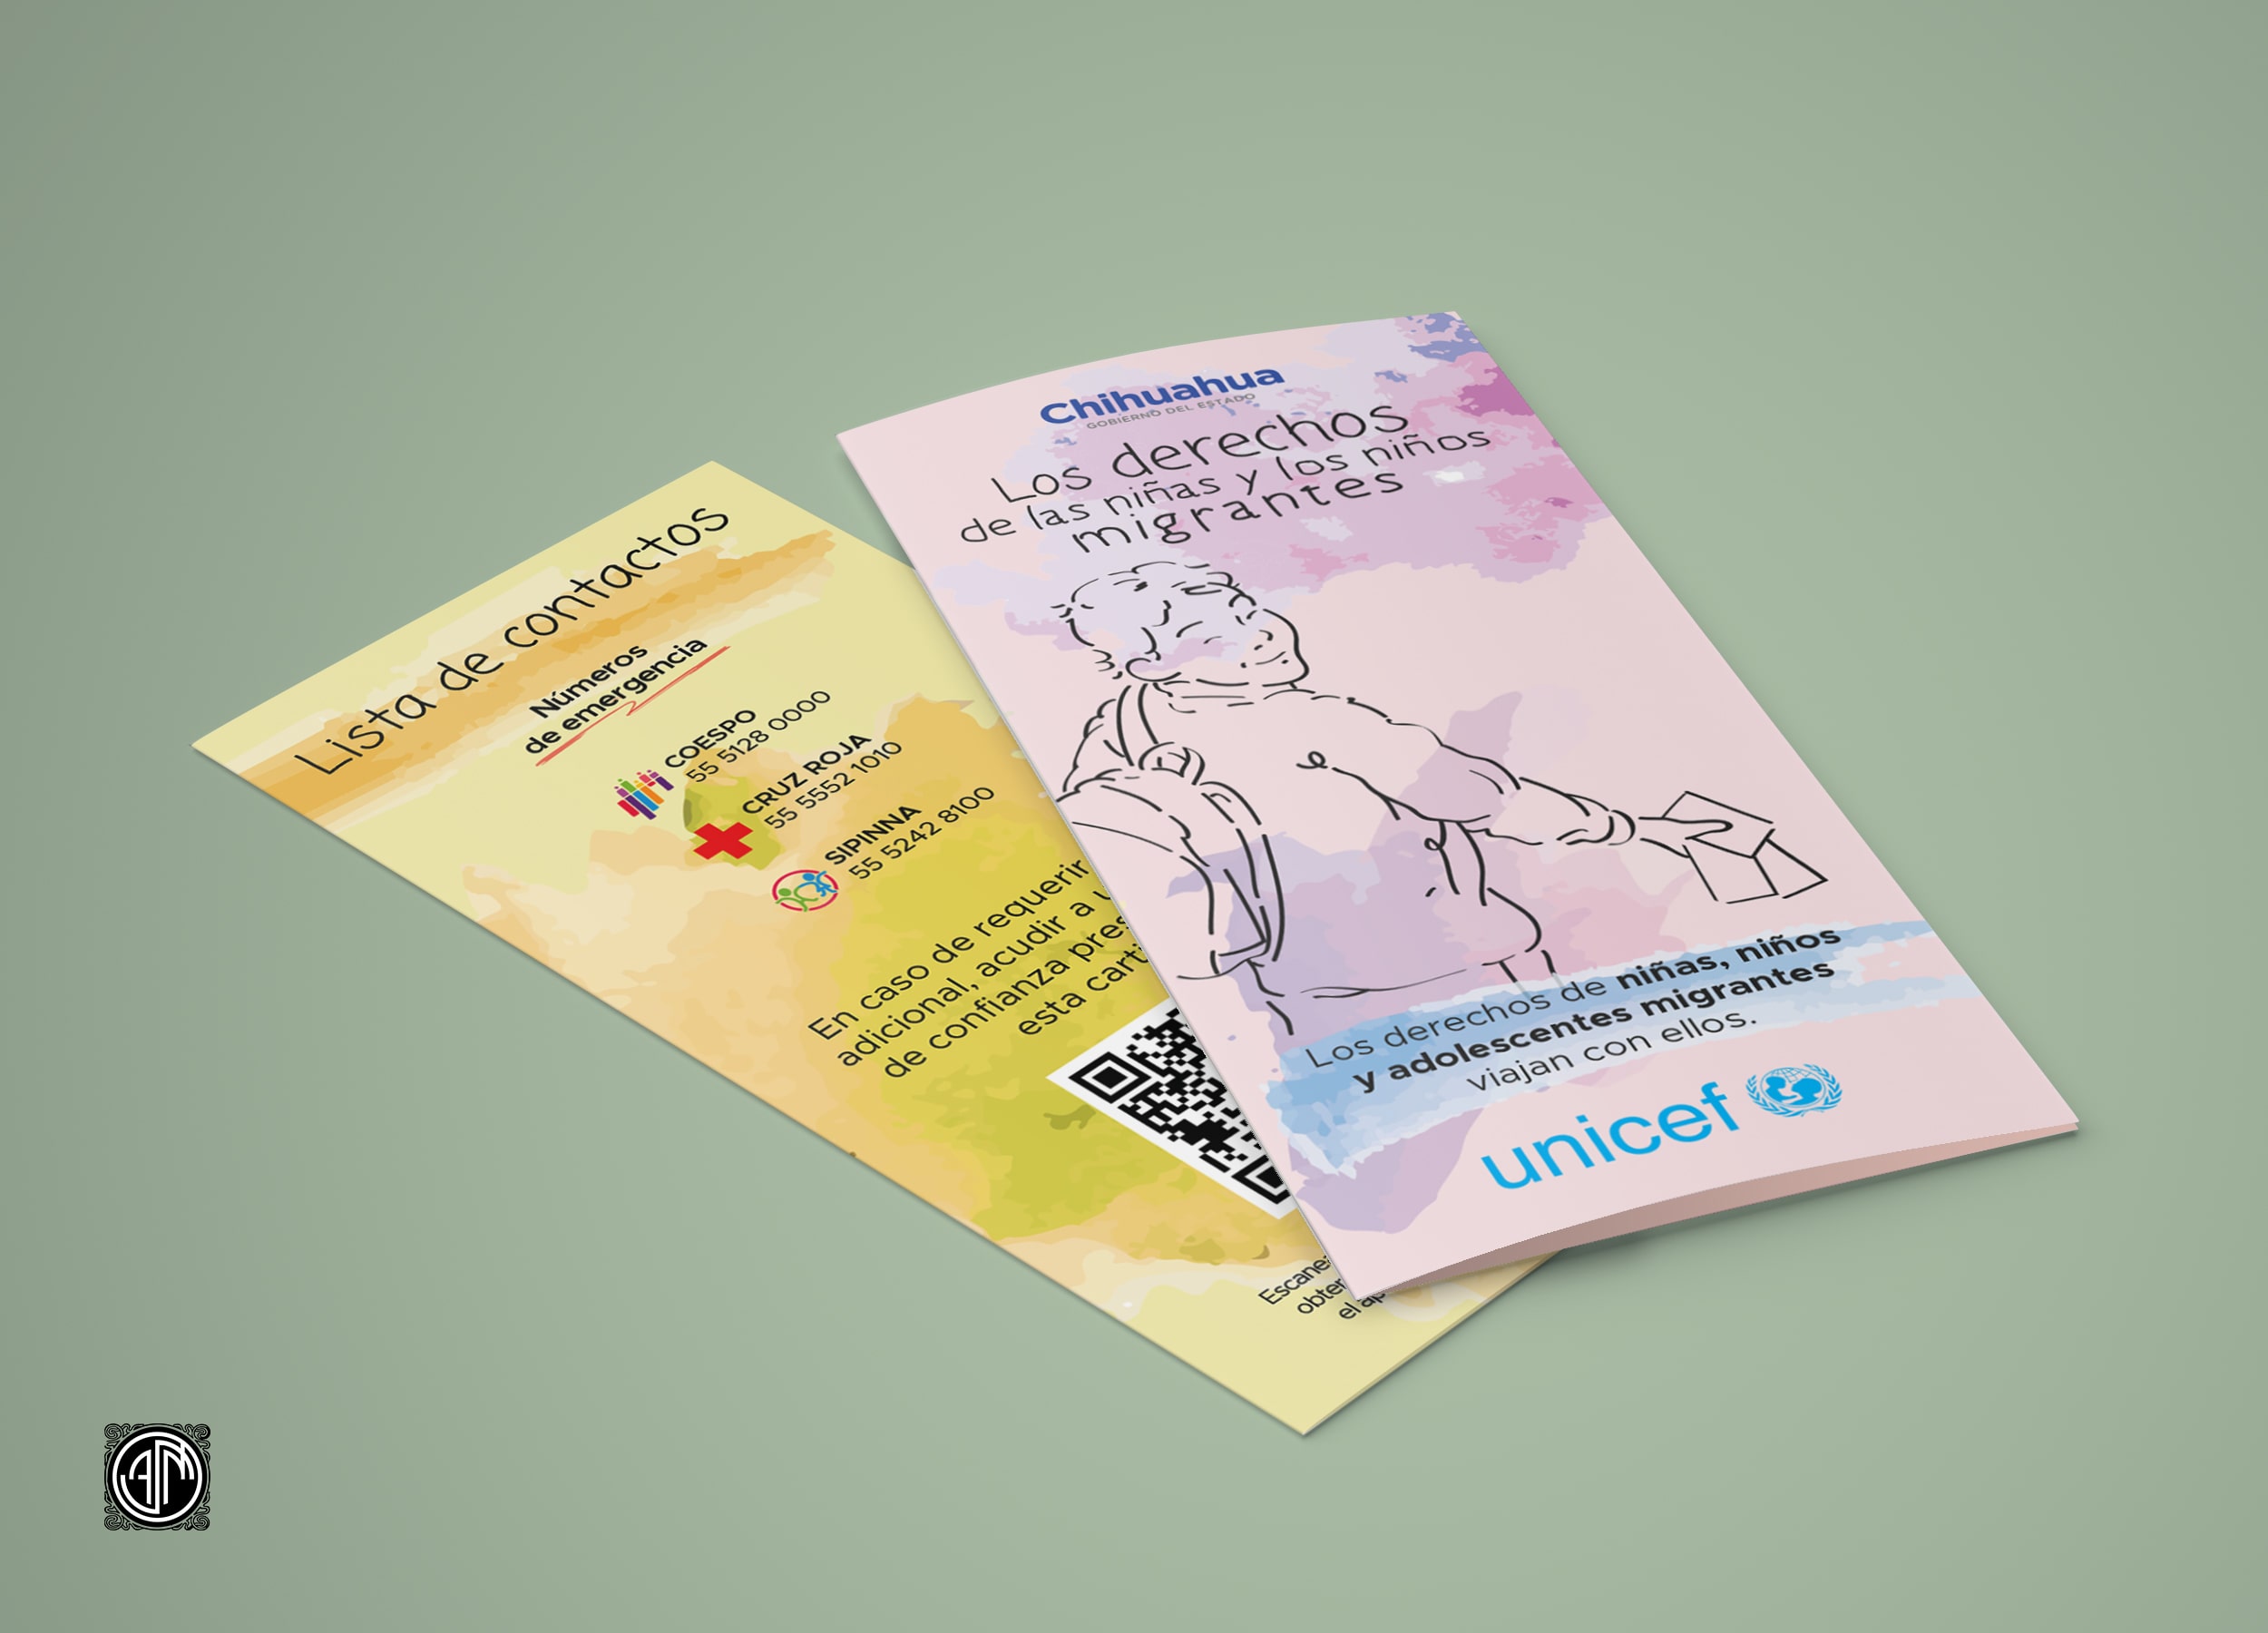 Chihuahua
GOBIERNO DEL ESTADO
Los derechos
de las niñas y los niños
migrantes
Los derechos de niñas, niños
y adolescentes migrantes
viajan con ellos.
unicef
Lista de contactos
Números
de emergencia
COESPO
55 5128 0000
CRUZ ROJA
55 5552 1010
SIPINNA
55 5242 8100
En caso de requerir
adicional, acudir a
de confianza
esta